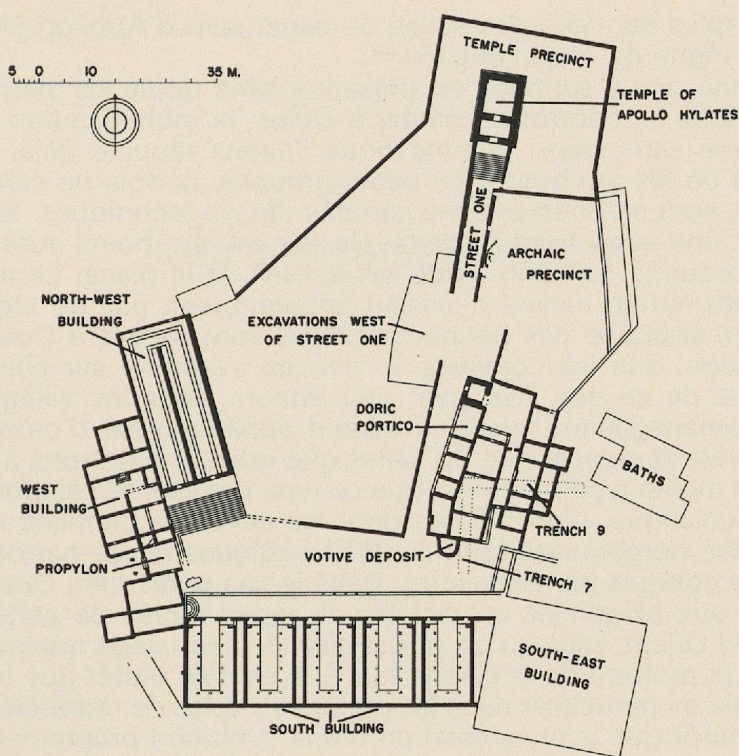 TEMPLE PRECINCT
5 0 10 35 M.
TEMPLE OF
APOLLO HYLATES
STREET ONE
ARCHAIC
PRECINCT
NORTH-WEST
BUILDING
EXCAVATIONS WEST
OF STREET ONE
DORIC
PORTICO
BATHS
WEST
BUILDING
TRENCH 9
VOTIVE DEPOSIT
PROPYLON
TRENCH 7
SOUTH-EAST
BUILDING
SOUTH BUILDING